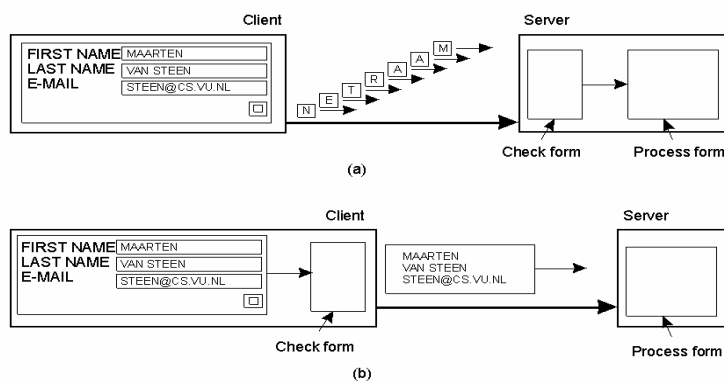 Client
Server
FIRST NAME MAARTEN
LAST NAME VAN STEEN
E-MAIL STEEN@CS.VU.NL
N E T R A A M
Check form
Process form
(a)
Client
Server
FIRST NAME MAARTEN
LAST NAME VAN STEEN
E-MAIL STEEN@CS.VU.NL
MAARTEN
VAN STEEN
STEEN@CS.VU.NL
Check form
Process form
(b)